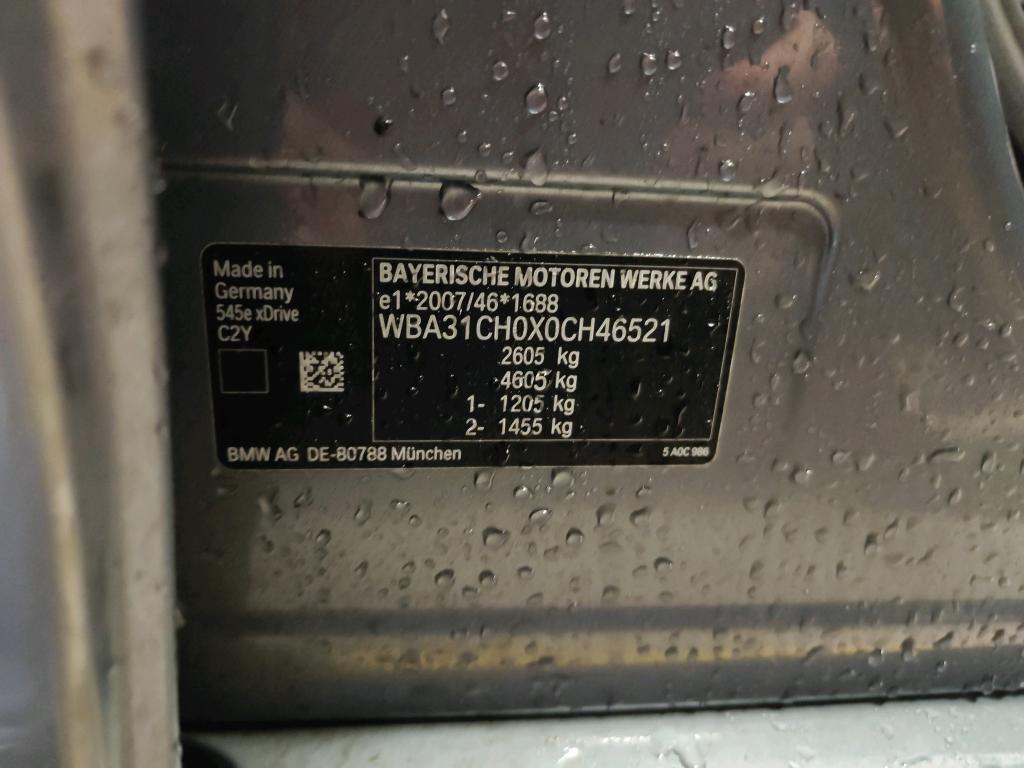 Made in
Germany
545e xDrive
C2Y
BAYERISCHE MOTOREN WERKE AG
e1*2007/46*1688
WBA31CH0X0CH46521
2605 kg
4605 kg
1- 1205 kg
2- 1455 kg
BMW AG DE-80788 München
5 A0C 986